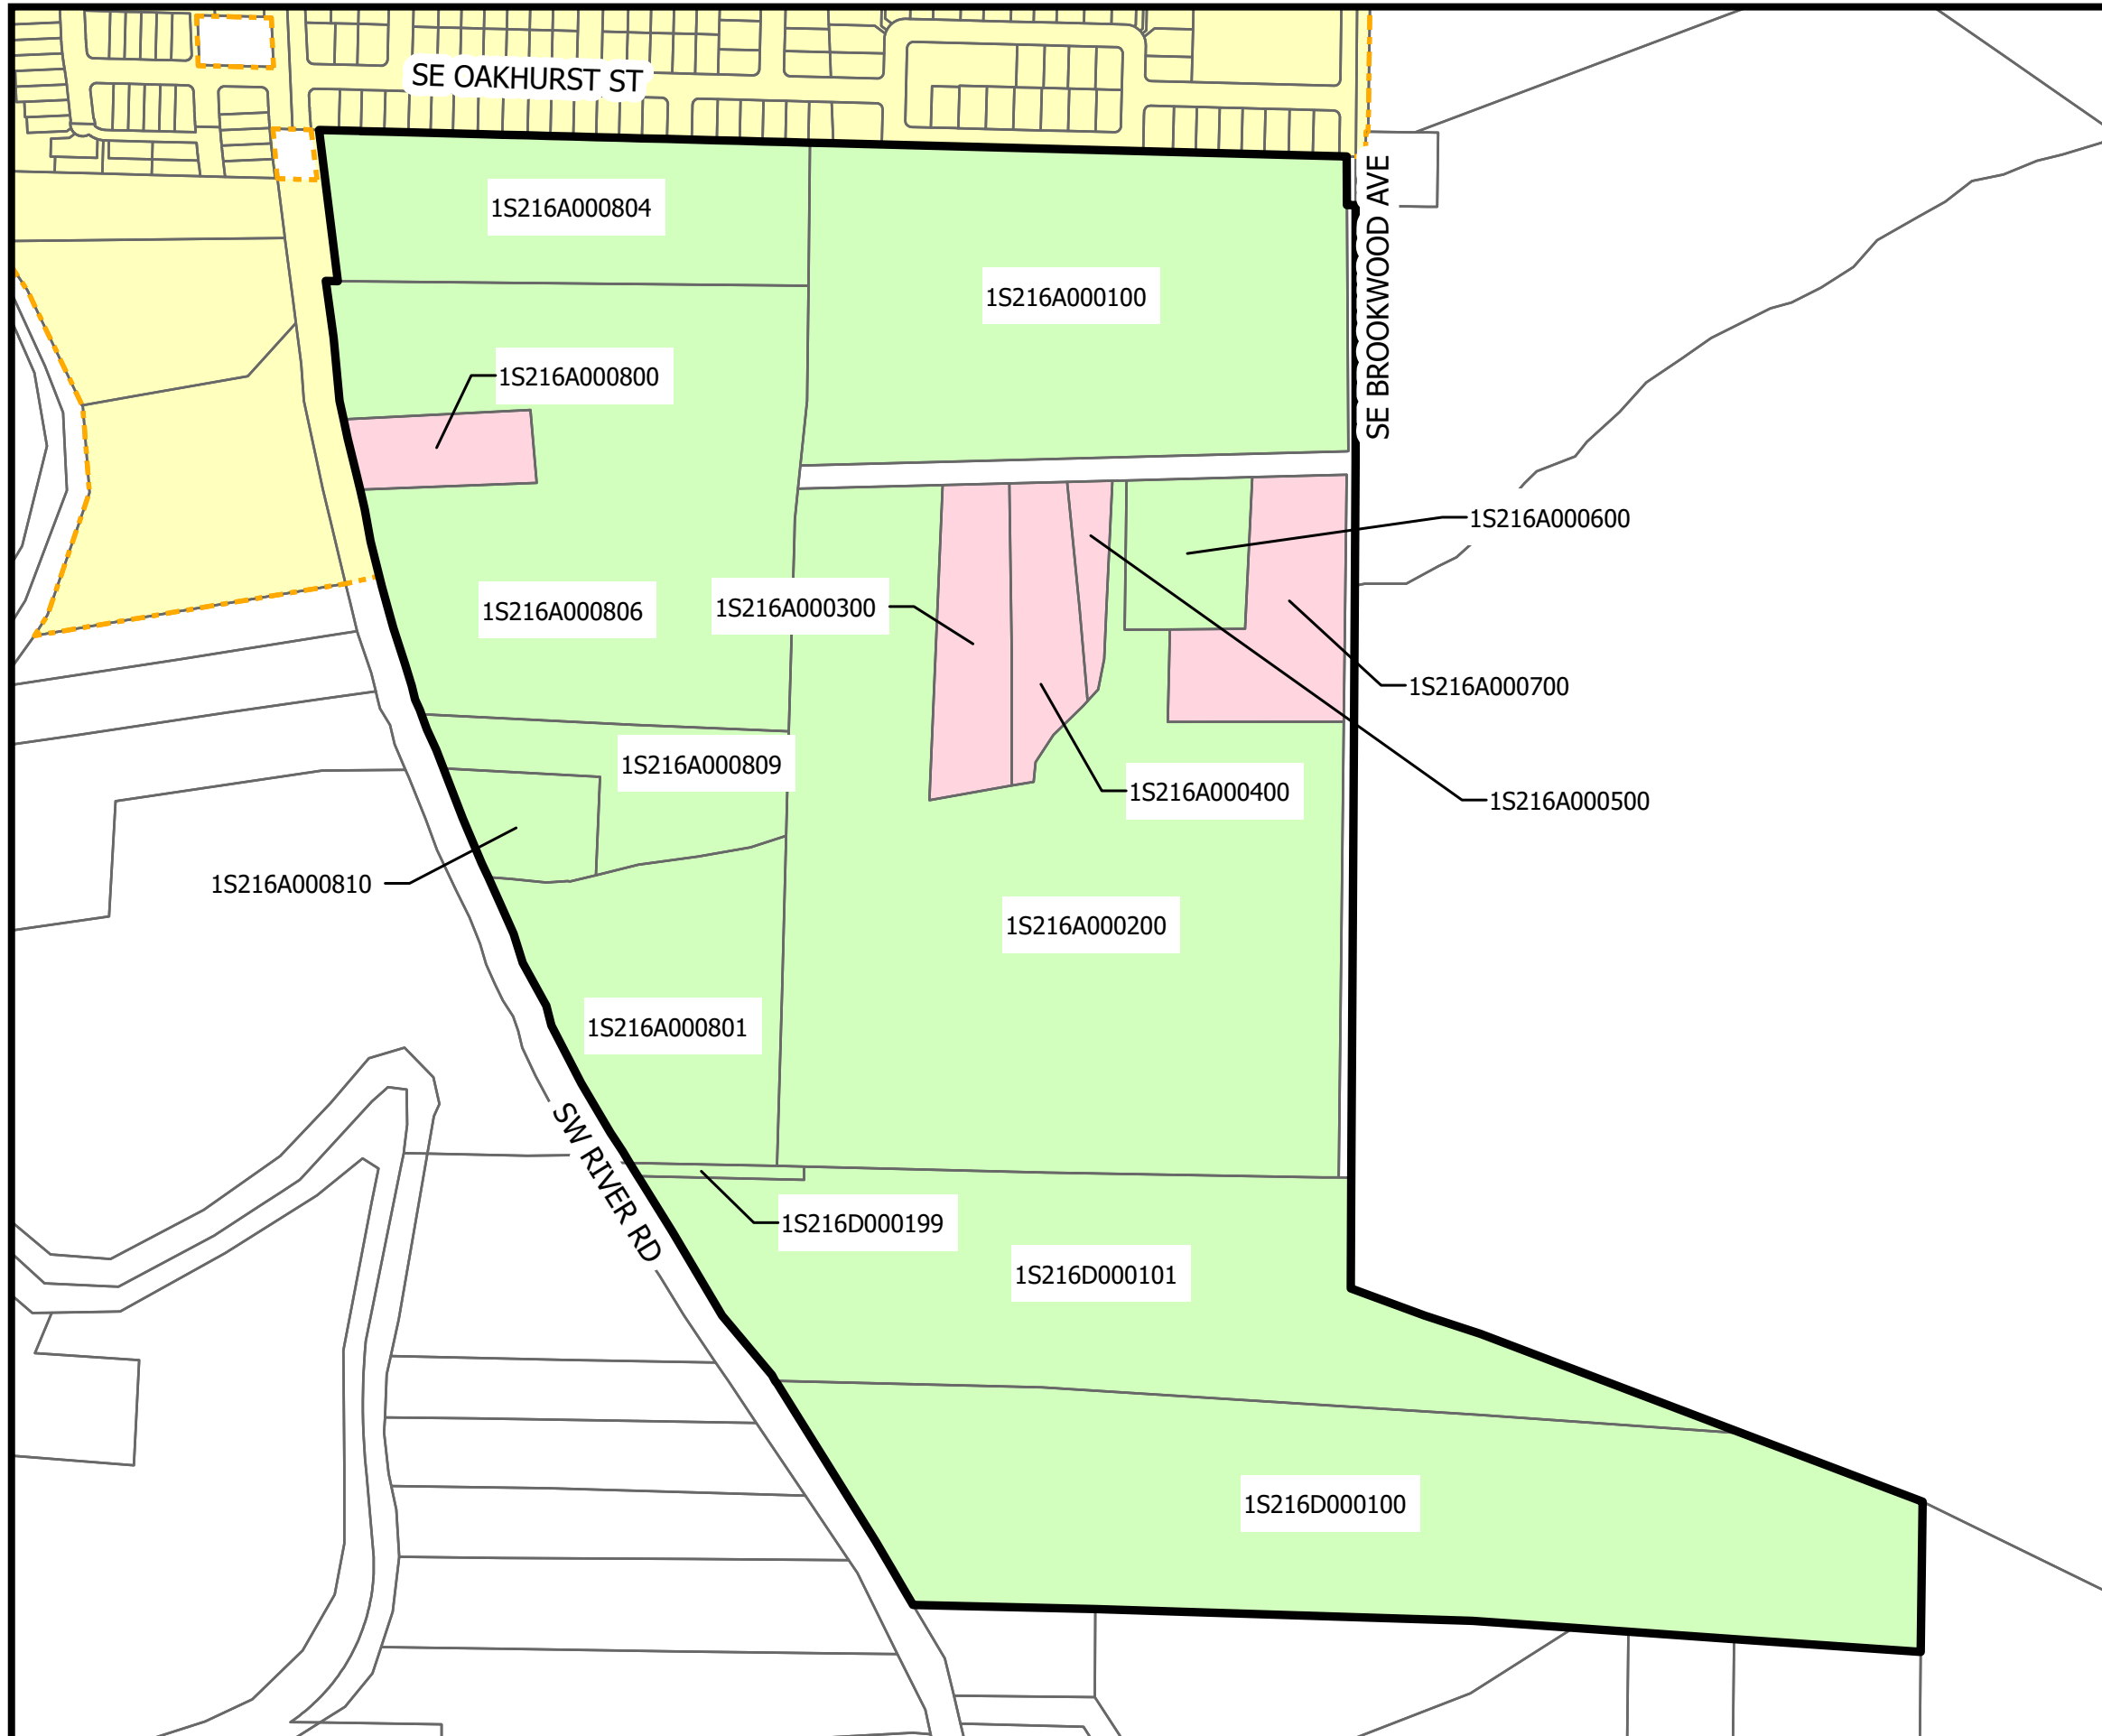 SE OAKHURST ST
1S216A000804
SE BROOKWOOD AVE
1S216A000100
1S216A000800
1S216A000600
1S216A000806
1S216A000300
1S216A000700
1S216A000809
1S216A000400
1S216A000500
1S216A000810
1S216A000200
1S216A000801
SW RIVER RD
1S216D000199
1S216D000101
1S216D000100